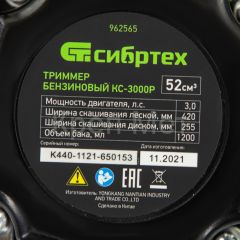 962565
сибртех
ТРИММЕР
БЕНЗИНОВЫЙ КС-3000Р
52см³
Мощность двигателя, л.с. 3,0
Ширина скашивания леской, мм 420
Ширина скашивания диском, мм 255
Объем бака, мл 1200
Серийный номер: Дата изготовления:
K440-1121-650153 11.2021
Изготовитель: YONGKANG NANTIAN INDUSTRY
AND TRADE CO., LTD
Сделано в Китае